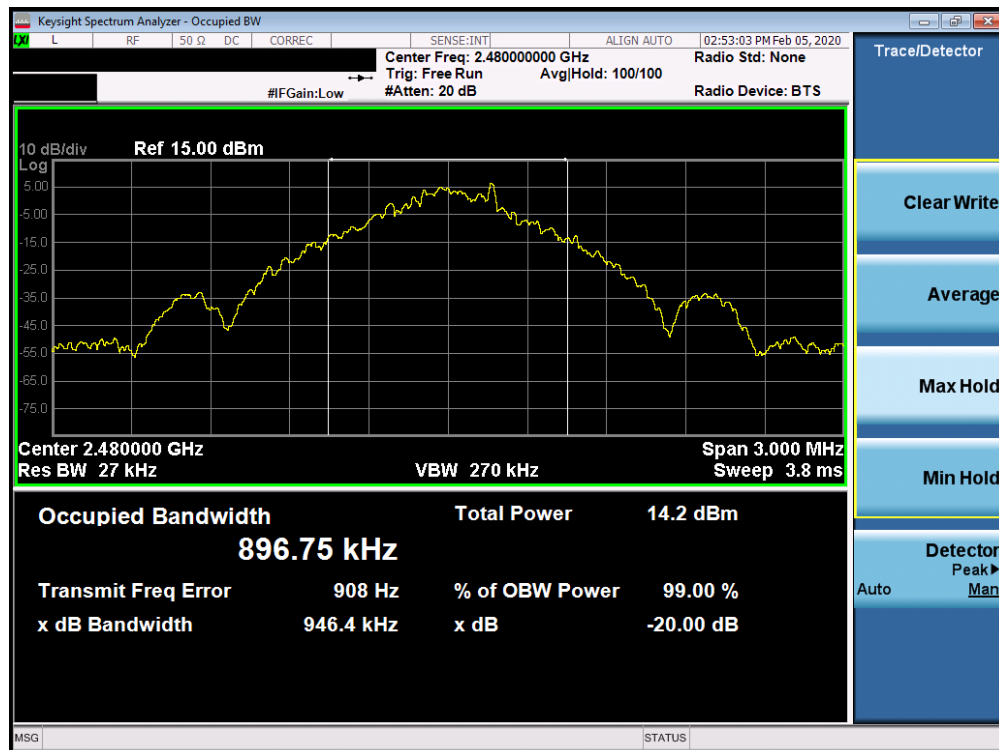 Keysight Spectrum Analyzer - Occupied BW
LXI L RF 50 Ω DC CORREC SENSE:INT ALIGN AUTO 02:53:03 PM Feb 05, 2020
Center Freq: 2.480000000 GHz Radio Std: None
Trig: Free Run Avg|Hold: 100/100
#IFGain:Low #Atten: 20 dB Radio Device: BTS
10 dB/div Ref 15.00 dBm
Log
5.00
-5.00
-15.0
-25.0
-35.0
-45.0
-55.0
-65.0
-75.0
Center 2.480000 GHz Span 3.000 MHz
Res BW 27 kHz VBW 270 kHz Sweep 3.8 ms
Occupied Bandwidth Total Power 14.2 dBm
896.75 kHz
Transmit Freq Error 908 Hz % of OBW Power 99.00 %
x dB Bandwidth 946.4 kHz x dB -20.00 dB
Trace/Detector
Clear Write
Average
Max Hold
Min Hold
Detector
Peak▶
Auto Man
MSG STATUS